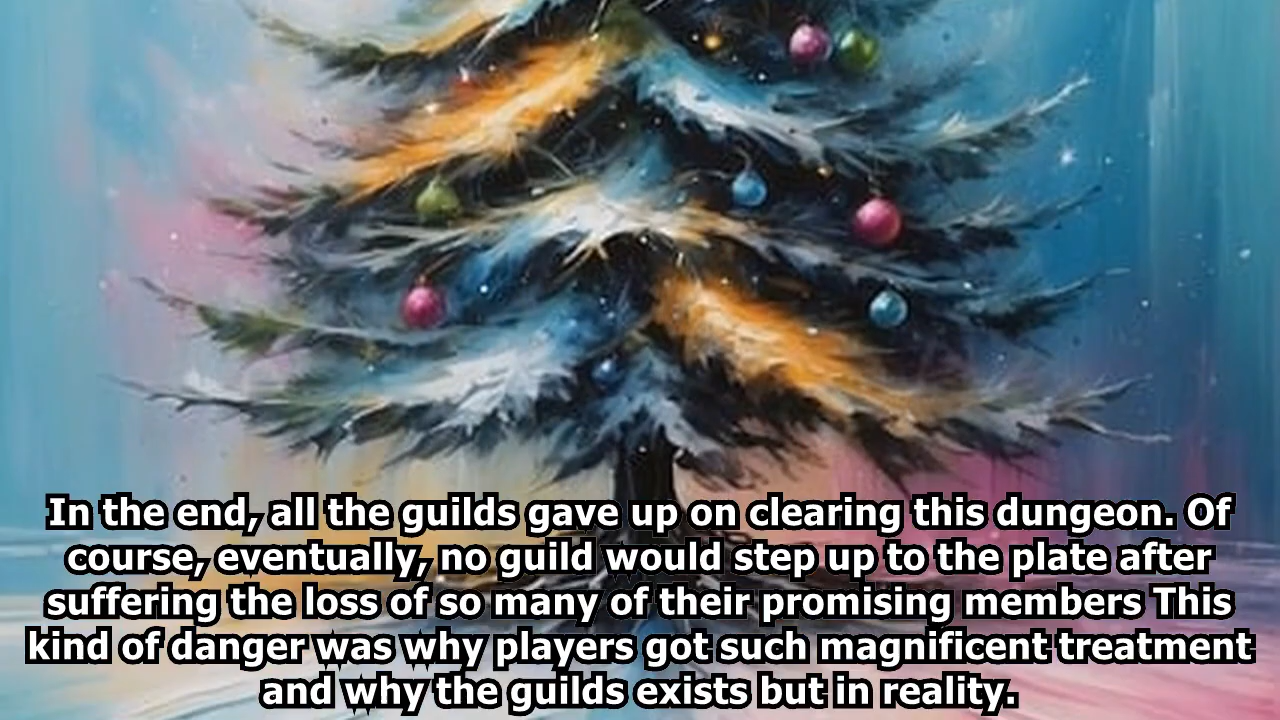 In the end, all the guilds gave up on clearing this dungeon. Of
course, eventually, no guild would step up to the plate after
suffering the loss of so many of their promising members This
kind of danger was why players got such magnificent treatment
and why the guilds exists but in reality.